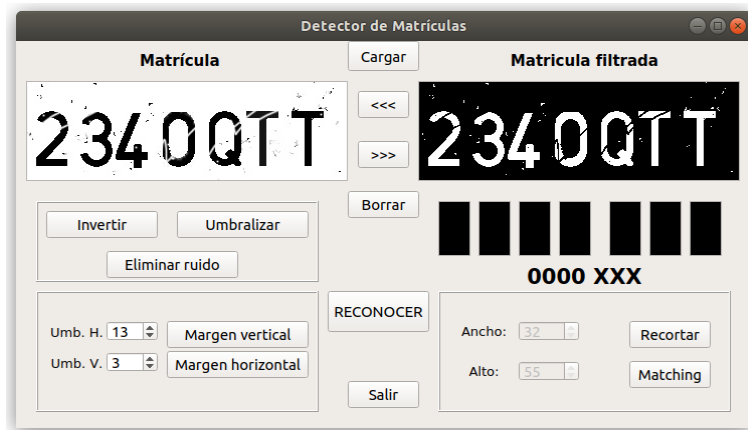 Detector de Matrículas
Matrícula
Cargar
Matricula filtrada
2340QTT
<<<
>>>
2340QTT
Borrar
Invertir
Umbralizar
Eliminar ruido
0000 XXX
RECONOCER
Umb. H. 13
Margen vertical
Umb. V. 3
Margen horizontal
Ancho: 32
Recortar
Alto: 55
Matching
Salir